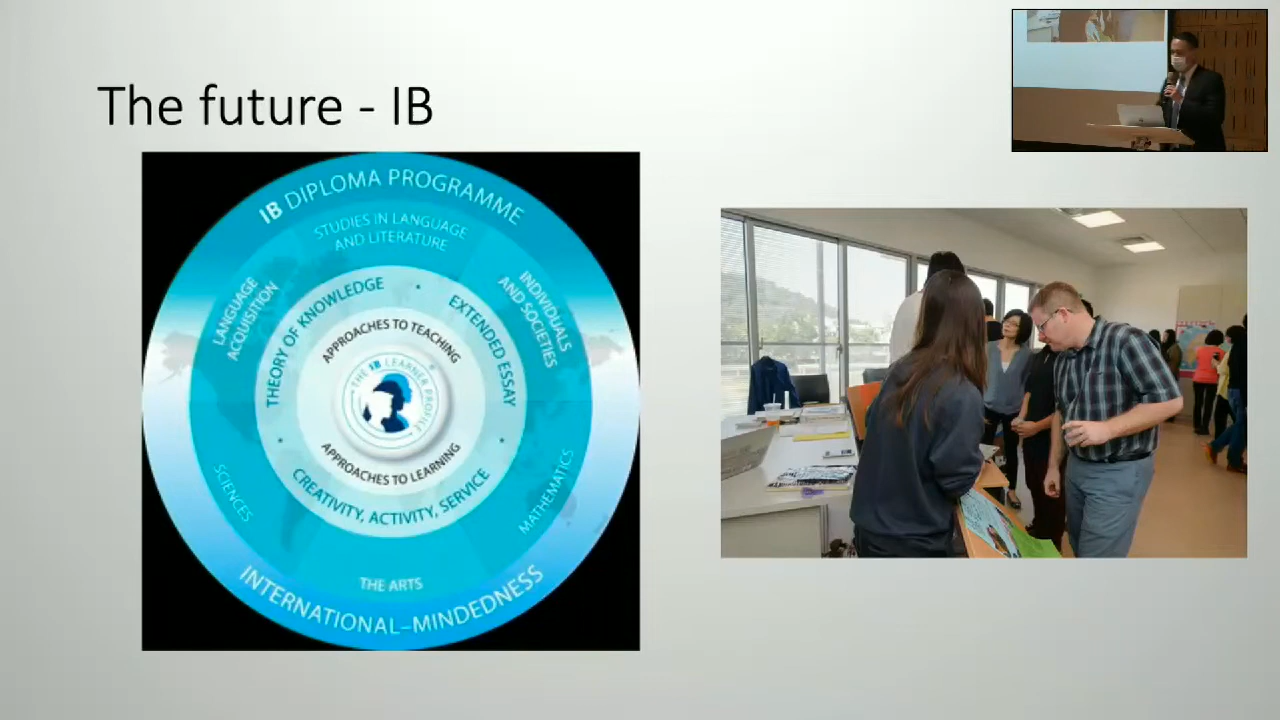 The future - IB
IB DIPLOMA PROGRAMME
STUDIES IN LANGUAGE
AND LITERATURE
LANGUAGE
ACQUISITION
INDIVIDUALS
AND SOCIETIES
THEORY OF KNOWLEDGE
EXTENDED ESSAY
APPROACHES TO TEACHING
THE IB LEARNER PROFILE
APPROACHES TO LEARNING
CREATIVITY, ACTIVITY, SERVICE
SCIENCES
MATHEMATICS
THE ARTS
INTERNATIONAL–MINDEDNESS